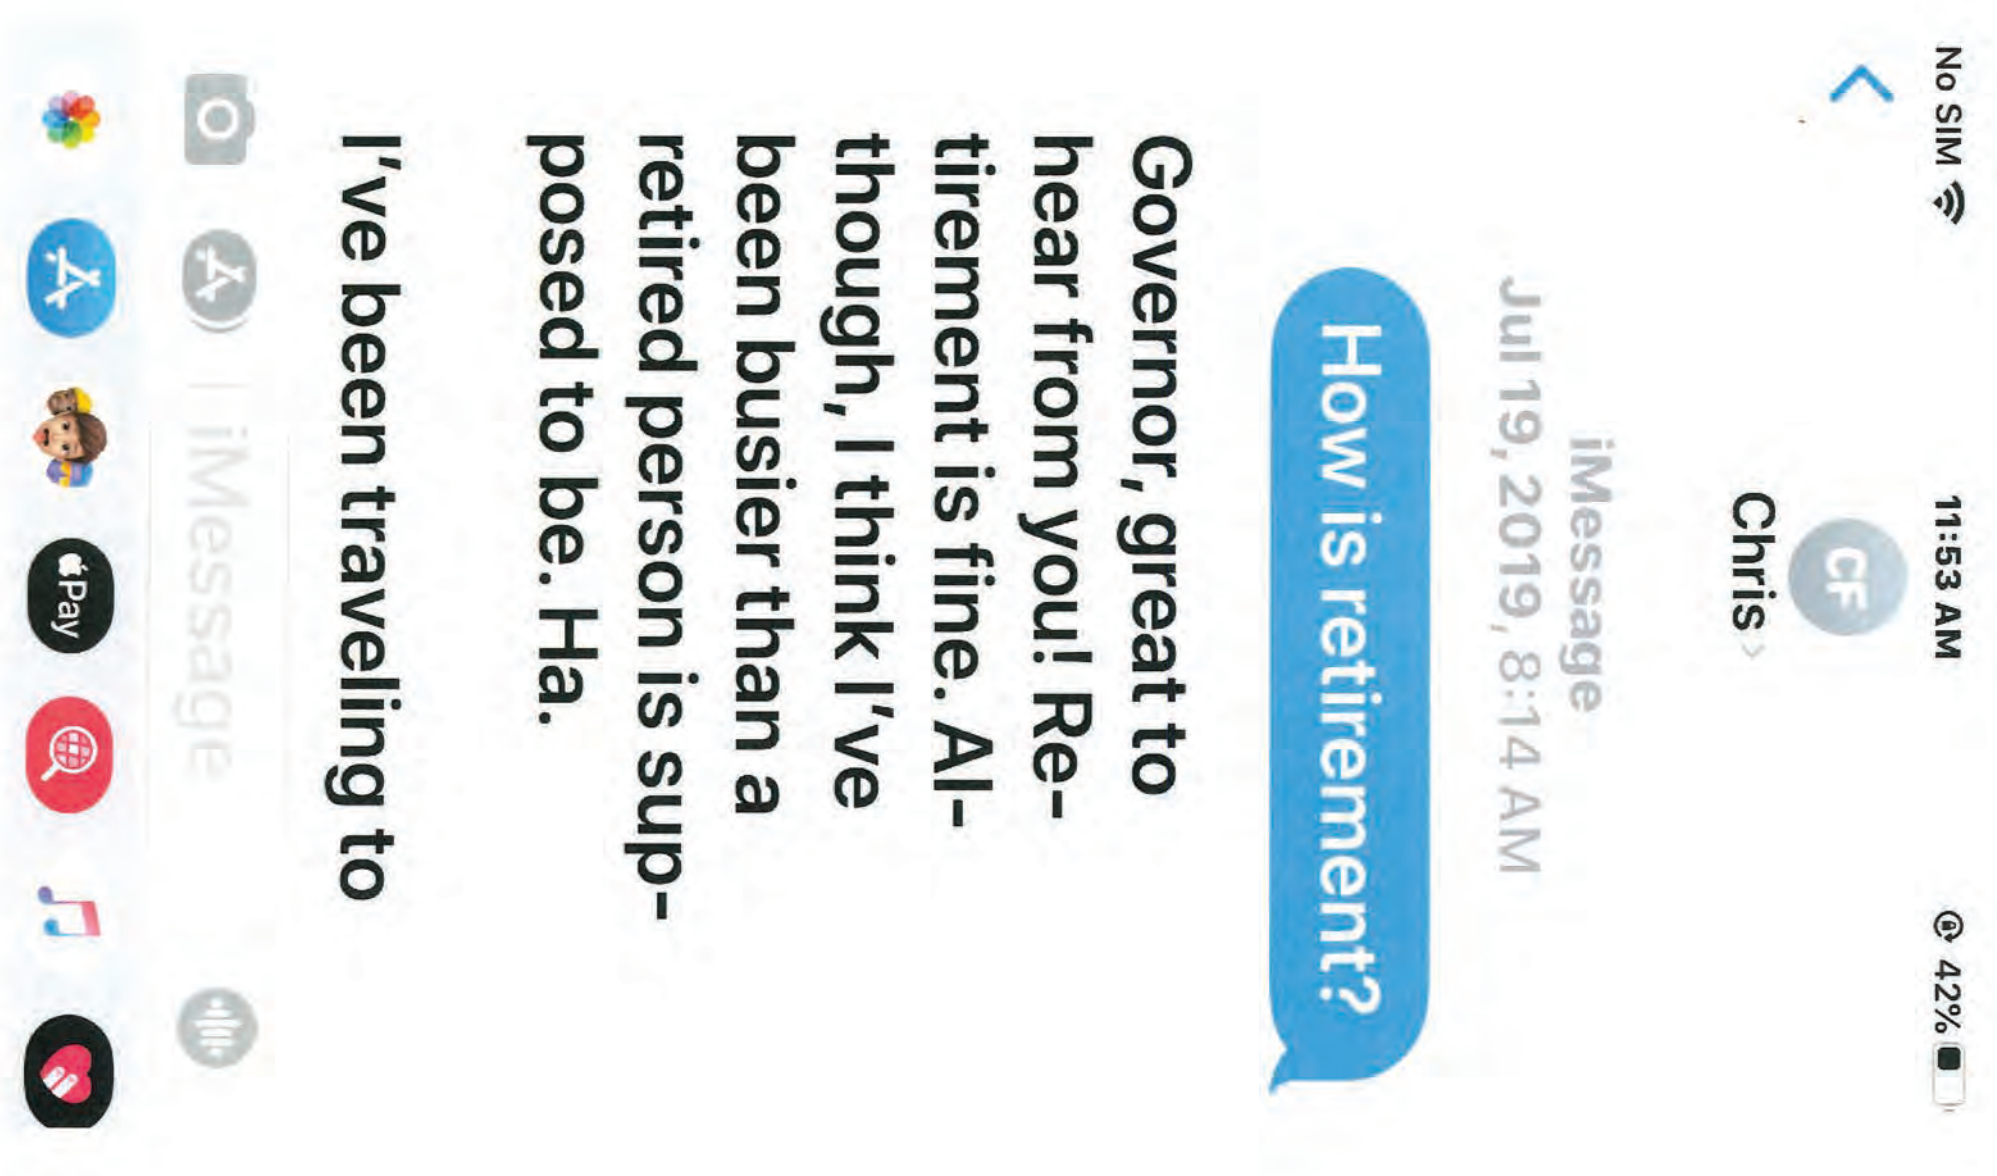 No SIM 11:53 AM 42%
CF
Chris >
iMessage
Jul 19, 2019, 8:14 AM
How is retirement?
Governor, great to
hear from you! Re-
tirement is fine. Al-
though, I think I've
been busier than a
retired person is sup-
posed to be. Ha.
I've been traveling to
iMessage
Pay